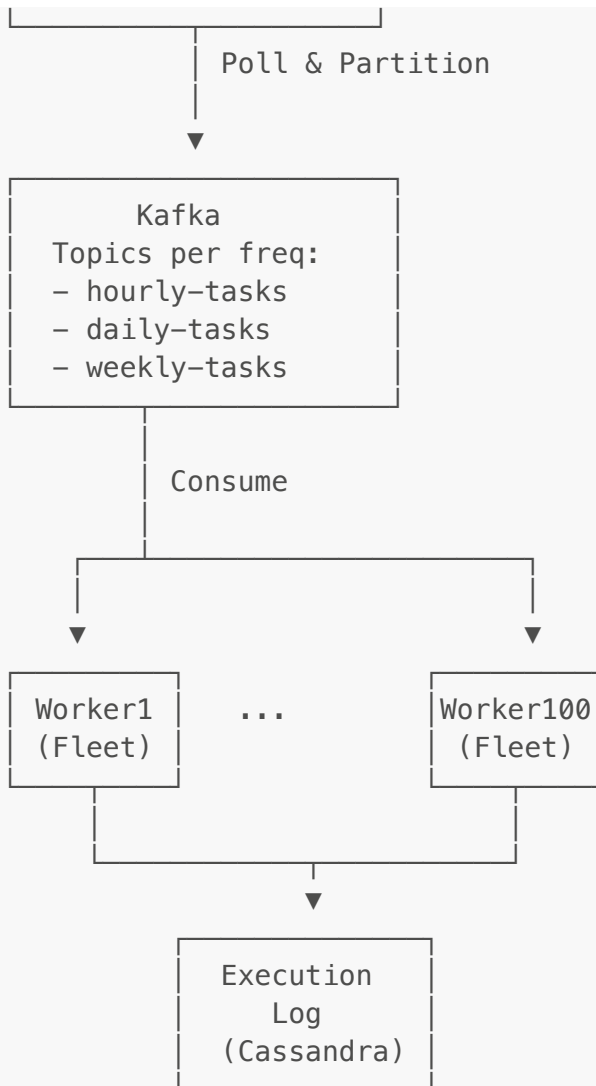 Poll & Partition
Kafka
Topics per freq:
– hourly–tasks
– daily–tasks
– weekly–tasks
Consume
Worker1 ... Worker100
(Fleet) (Fleet)
Execution
Log
(Cassandra)